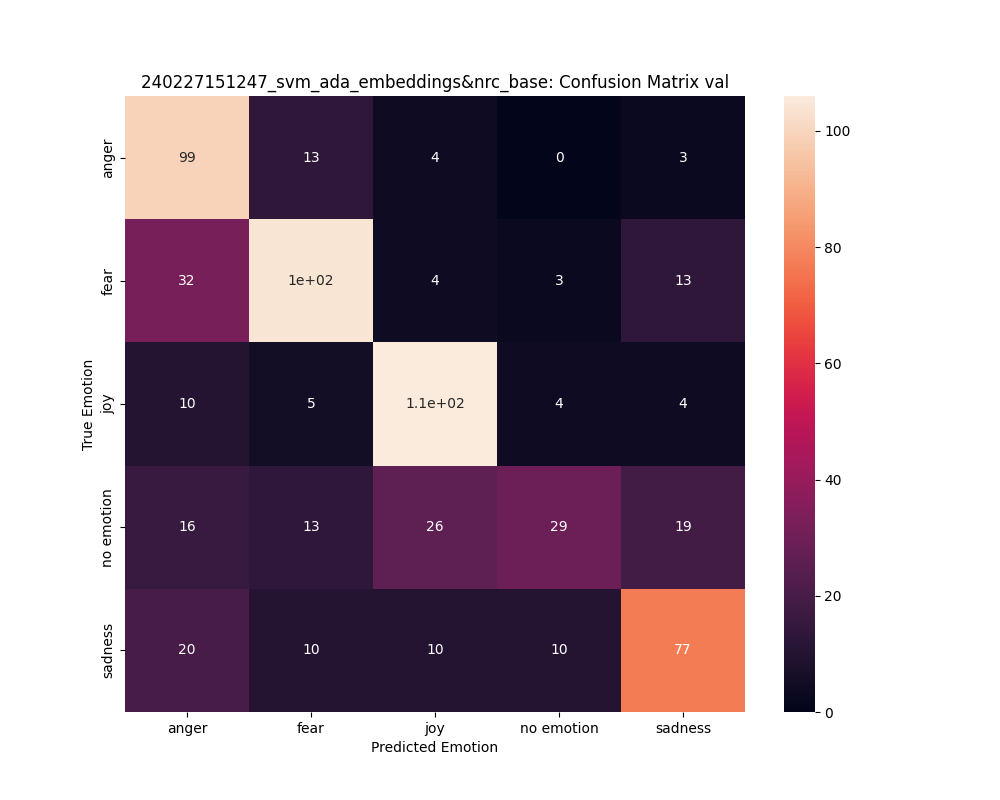 240227151247_svm_ada_embeddings&nrc_base: Confusion Matrix val
True Emotion
anger 99 13 4 0 3
fear 32 1e+02 4 3 13
joy 10 5 1.1e+02 4 4
no emotion 16 13 26 29 19
sadness 20 10 10 10 77
anger fear joy no emotion sadness
Predicted Emotion
100
80
60
40
20
0